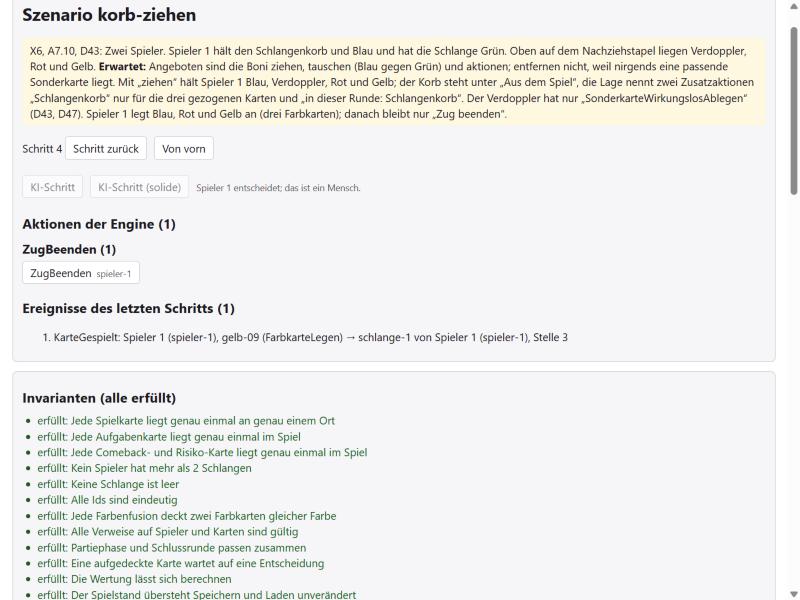 Szenario korb-ziehen
X6, A7.10, D43: Zwei Spieler. Spieler 1 hält den Schlangenkorb und Blau und hat die Schlange Grün. Oben auf dem Nachziehstapel liegen Verdoppler,
Rot und Gelb. Erwartet: Angeboten sind die Boni ziehen, tauschen (Blau gegen Grün) und aktionen; entfernen nicht, weil nirgends eine passende
Sonderkarte liegt. Mit „ziehen“ hält Spieler 1 Blau, Verdoppler, Rot und Gelb; der Korb steht unter „Aus dem Spiel“, die Lage nennt zwei Zusatzaktionen
„Schlangenkorb“ nur für die drei gezogenen Karten und „in dieser Runde: Schlangenkorb“. Der Verdoppler hat nur „SonderkarteWirkungslosAblegen“
(D43, D47). Spieler 1 legt Blau, Rot und Gelb an (drei Farbkarten); danach bleibt nur „Zug beenden“.
Schritt 4 Schritt zurück Von vorn
KI-Schritt KI-Schritt (solide) Spieler 1 entscheidet; das ist ein Mensch.
Aktionen der Engine (1)
ZugBeenden (1)
ZugBeenden spieler-1
Ereignisse des letzten Schritts (1)
1. KarteGespielt: Spieler 1 (spieler-1), gelb-09 (FarbkarteLegen) → schlange-1 von Spieler 1 (spieler-1), Stelle 3
Invarianten (alle erfüllt)
• erfüllt: Jede Spielkarte liegt genau einmal an genau einem Ort
• erfüllt: Jede Aufgabenkarte liegt genau einmal im Spiel
• erfüllt: Jede Comeback- und Risiko-Karte liegt genau einmal im Spiel
• erfüllt: Kein Spieler hat mehr als 2 Schlangen
• erfüllt: Keine Schlange ist leer
• erfüllt: Alle Ids sind eindeutig
• erfüllt: Jede Farbenfusion deckt zwei Farbkarten gleicher Farbe
• erfüllt: Alle Verweise auf Spieler und Karten sind gültig
• erfüllt: Partiephase und Schlussrunde passen zusammen
• erfüllt: Eine aufgedeckte Karte wartet auf eine Entscheidung
• erfüllt: Die Wertung lässt sich berechnen
• erfüllt: Der Spielstand übersteht Speichern und Laden unverändert